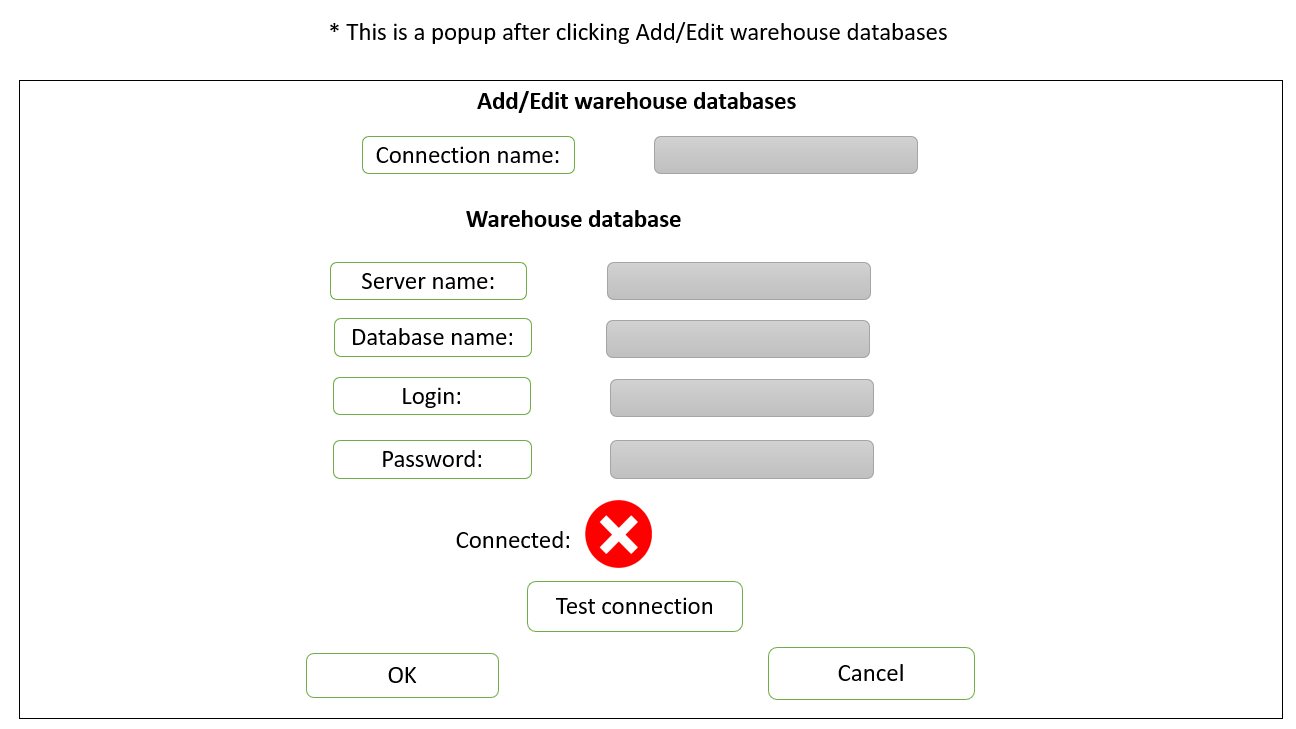 * This is a popup after clicking Add/Edit warehouse databases
Add/Edit warehouse databases
Connection name:
Warehouse database
Server name:
Database name:
Login:
Password:
Connected:
Test connection
OK
Cancel